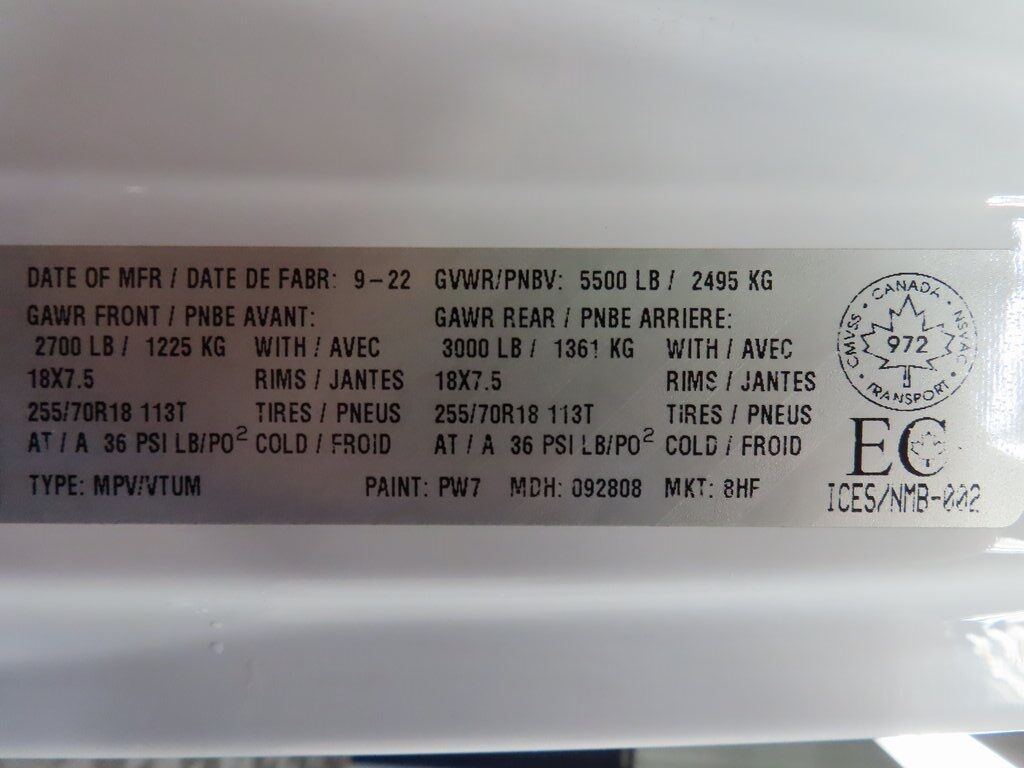 DATE OF MFR / DATE DE FABR: 9-22 GVWR/PNBV: 5500 LB / 2495 KG
GAWR FRONT / PNBE AVANT: GAWR REAR / PNBE ARRIERE:
2700 LB / 1225 KG WITH / AVEC 3000 LB / 1361 KG WITH / AVEC
18X7.5 RIMS / JANTES 18X7.5 RIMS / JANTES
255/70R18 113T TIRES / PNEUS 255/70R18 113T TIRES / PNEUS
AT / A 36 PSI LB/PO² COLD / FROID AT / A 36 PSI LB/PO² COLD / FROID
TYPE: MPV/VTUM PAINT: PW7 MDH: 092808 MKT: 8HF
CANADA
CMVSS 972 NSVAC
TRANSPORT
EC
ICES/NMB-002